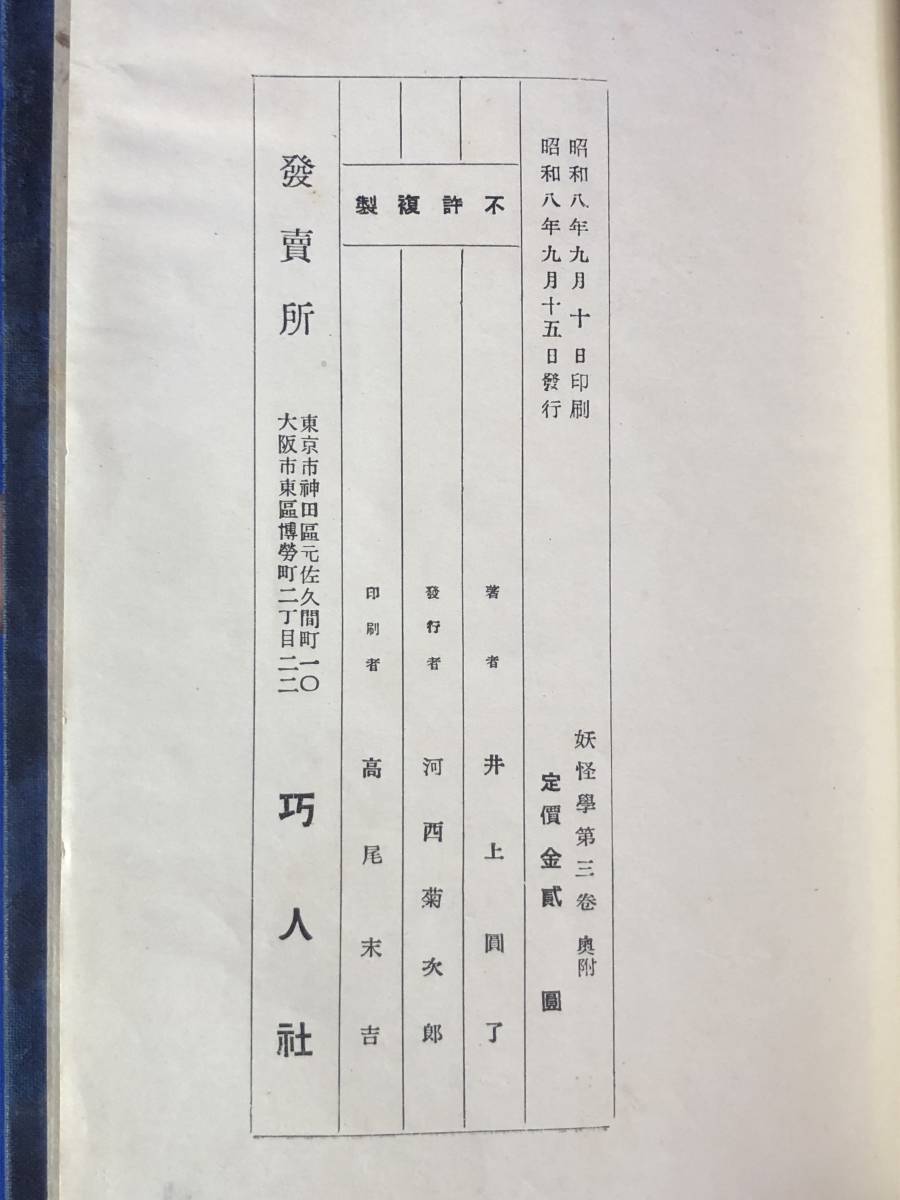 昭和八年九月十日印刷
昭和八年九月十五日發行
妖怪學第三卷 奥附
定價金貳圓
不許複製
著者 井上圓了
發行者 河西菊次郎
印刷者 高尾末吉
發賣所
東京市神田區元佐久間町一〇
大阪市東區博勞町二丁目二二
巧人社